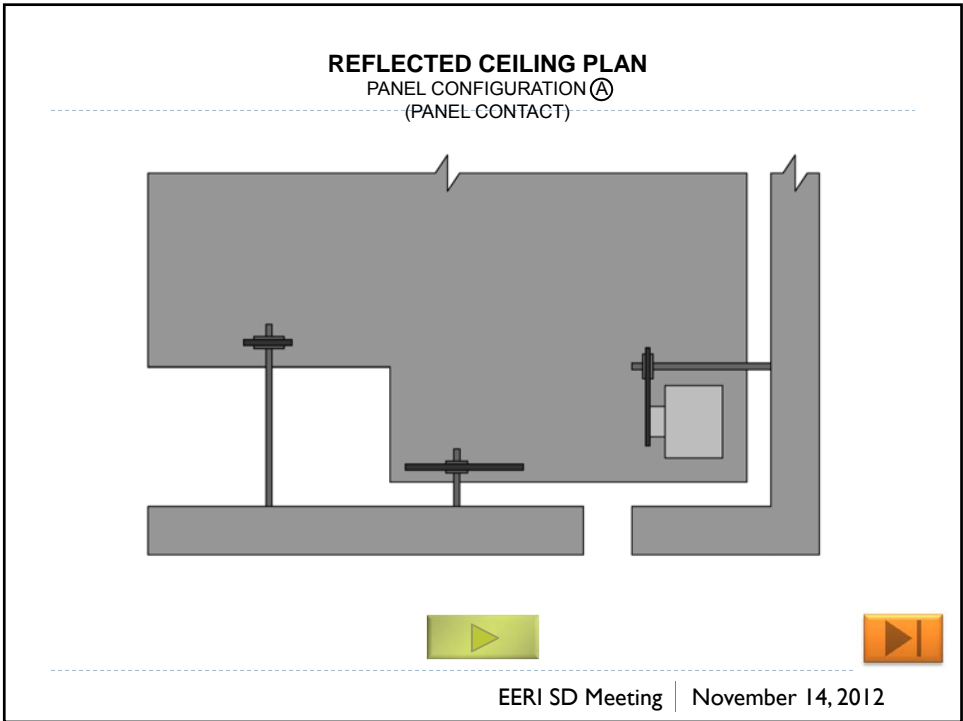 REFLECTED CEILING PLAN
PANEL CONFIGURATION Ⓐ
(PANEL CONTACT)
EERI SD Meeting November 14, 2012